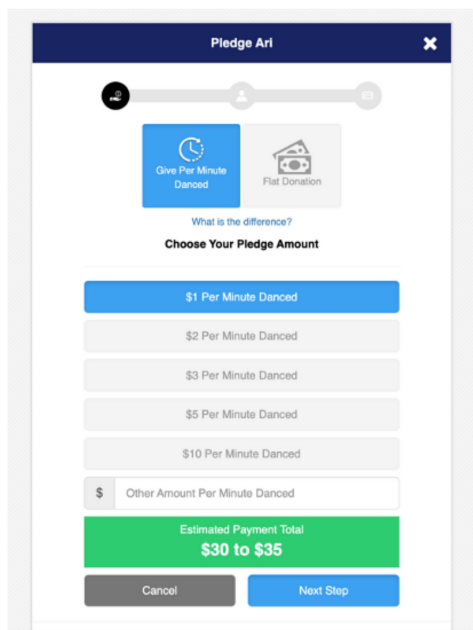 Pledge Ari
Give Per Minute
Danced
Flat Donation
What is the difference?
Choose Your Pledge Amount
$1 Per Minute Danced
$2 Per Minute Danced
$3 Per Minute Danced
$5 Per Minute Danced
$10 Per Minute Danced
$ Other Amount Per Minute Danced
Estimated Payment Total
$30 to $35
Cancel Next Step